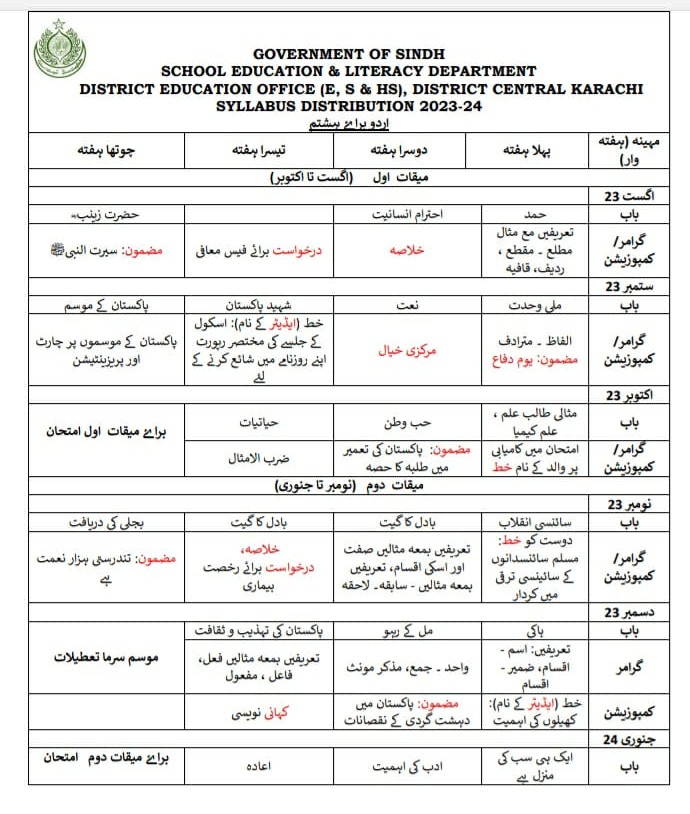 GOVERNMENT OF SINDH
SCHOOL EDUCATION & LITERACY DEPARTMENT
DISTRICT EDUCATION OFFICE (E, S & HS), DISTRICT CENTRAL KARACHI
SYLLABUS DISTRIBUTION 2023-24
اردو براۓ ہشتم
مہینہ (ہفتہ وار) پہلا ہفتہ دوسرا ہفتہ تیسرا ہفتہ چوتھا ہفتہ
میقات اول (اگست تا اکتوبر)
اگست 23
باب حمد احترام انسانیت حضرت زینب
گرامر/ کمپوزیشن تعریفیں مع مثال
مطلع ۔ مقطع ،
ردیف، قافیہ
خلاصہ
درخواست برائے فیس معافی
مضمون: سیرت النبیﷺ
ستمبر 23
باب ملی وحدت نعت شہید پاکستان پاکستان کے موسم
گرامر/ کمپوزیشن الفاظ ۔ مترادف
مضمون: یوم دفاع
مرکزی خیال
خط (ایڈیٹر کے نام): اسکول
کے جلسے کی مختصر رپورٹ
اپنے روزنامے میں شائع کرنے کے
لئے
پاکستان کے موسموں پر چارٹ
اور پریزینٹیشن
اکتوبر 23
باب مثالی طالب علم ،
علم کیمیا
حب وطن
حیاتیات
براۓ میقات اول امتحان
گرامر/ کمپوزیشن امتحان میں کامیابی
پر والد کے نام خط
مضمون: پاکستان کی تعمیر
میں طلبہ کا حصہ
ضرب الامثال
میقات دوم (نومبر تا جنوری)
نومبر 23
باب سائنسی انقلاب بادل کا گیت بادل کا گیت بجلی کی دریافت
گرامر/ کمپوزیشن دوست کو خط:
مسلم سائنسدانوں
کے سائینسی ترقی
میں کردار
تعریفیں بمعہ مثالیں صفت
اور اسکی اقسام، تعریفیں
بمعہ مثالیں - سابقہ۔ لاحقہ
خلاصہ،
درخواست برائے رخصت
بیماری
مضمون: تندرستی ہزار نعمت
ہے
دسمبر 23
باب ہاکی مل کے رہو پاکستان کی تہذیب و ثقافت
موسم سرما تعطیلات
گرامر تعریفیں: اسم -
اقسام، ضمیر -
اقسام
واحد ۔ جمع، مذکر مونث
تعریفیں بمعہ مثالیں فعل،
فاعل ، مفعول
کمپوزیشن خط (ایڈیٹر کے نام):
کھیلوں کی اہمیت
مضمون: پاکستان میں
دہشت گردی کے نقصانات
کہانی نویسی
جنوری 24
باب ایک ہی سب کی
منزل ہے
ادب کی اہمیت
اعادہ
براۓ میقات دوم امتحان